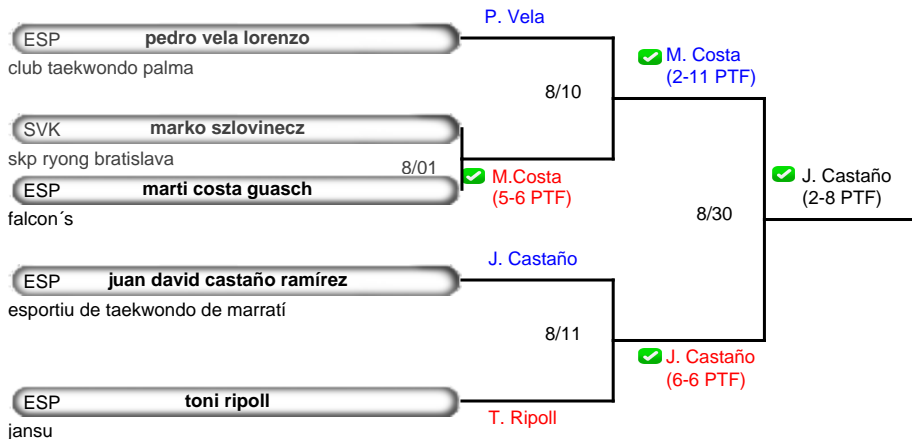 P. Vela
ESP pedro vela lorenzo
club taekwondo palma
M. Costa
(2-11 PTF)
8/10
SVK marko szlovinecz
skp ryong bratislava
8/01
M.Costa
(5-6 PTF)
ESP marti costa guasch
falcon´s
J. Castaño
(2-8 PTF)
8/30
J. Castaño
ESP juan david castaño ramírez
esportiu de taekwondo de marratí
8/11
J. Castaño
(6-6 PTF)
ESP toni ripoll
T. Ripoll
jansu